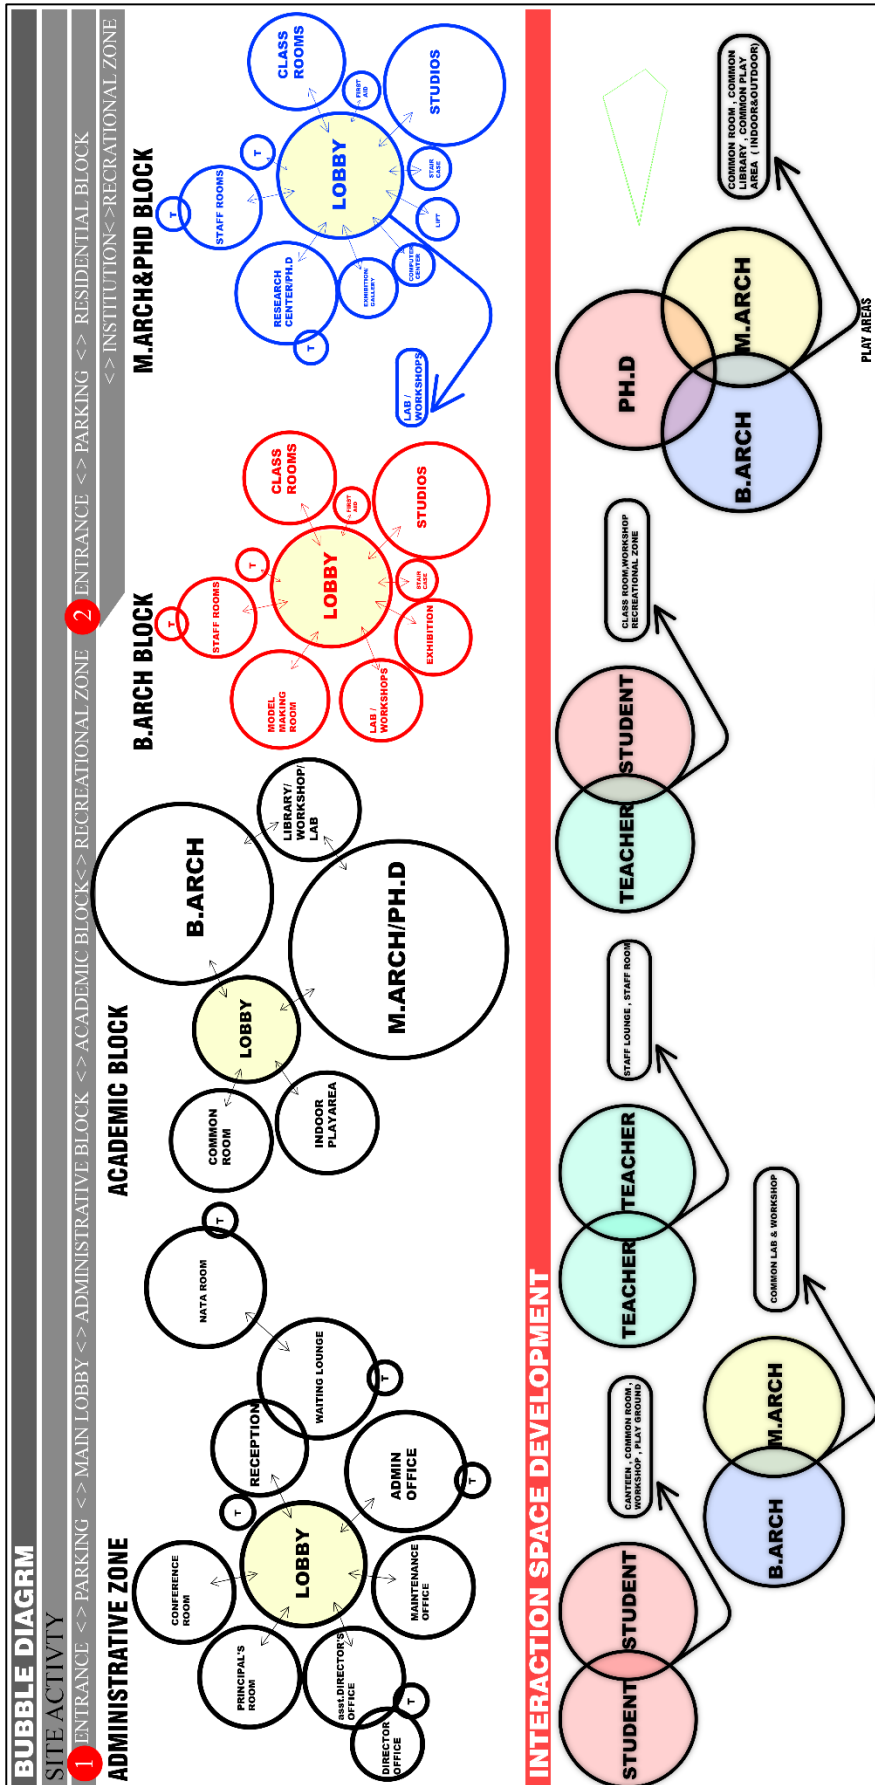 BUBBLE DIAGRM
SITE ACTIVTY
1 ENTRANCE <> PARKING <> MAIN LOBBY <> ADMINISTRATIVE BLOCK <> ACADEMIC BLOCK<> RECREATIONAL ZONE
2 ENTRANCE <> PARKING <> RESIDENTIAL BLOCK
<> INSTITUTION<>RECRATIONAL ZONE
ADMINISTRATIVE ZONE
CONFERENCE
ROOM
PRINCIPAL'S
ROOM
asst.DIRECTOR'S
OFFICE
DIRECTOR
OFFICE
T
LOBBY
MAINTENANCE
OFFICE
ADMIN
OFFICE
T
T
RECEPTION
WAITING LOUNGE
T
NATA ROOM
T
ACADEMIC BLOCK
COMMON
ROOM
LOBBY
INDOOR
PLAYAREA
B.ARCH
LIBRARY/
WORKSHOP/
LAB
M.ARCH/PH.D
B.ARCH BLOCK
T
STAFF ROOMS
T
CLASS
ROOMS
FIRST
AID
LOBBY
STUDIOS
STAIR
CASE
EXHIBITION
LAB /
WORKSHOPS
MODEL
MAKING
ROOM
M.ARCH&PHD BLOCK
T
STAFF ROOMS
T
CLASS
ROOMS
FIRST
AID
LOBBY
STUDIOS
STAIR
CASE
LIFT
COMPUTER
CENTER
EXHIBITION
GALLERY
RESEARCH
CENTER/PH.D
T
LAB /
WORKSHOPS
INTERACTION SPACE DEVELOPMENT
STUDENT
STUDENT
CANTEEN , COMMON ROOM ,
WORKSHOP , PLAY GROUND
TEACHER
TEACHER
STAFF LOUNGE , STAFF ROOM
TEACHER
STUDENT
CLASS ROOM,WORKSHOP
RECREATIONAL ZONE
B.ARCH
M.ARCH
COMMON LAB & WORKSHOP
PH.D
B.ARCH
M.ARCH
COMMON ROOM , COMMON
LIBRARY , COMMON PLAY
AREA ( INDOOR&OUTDOOR)
PLAY AREAS